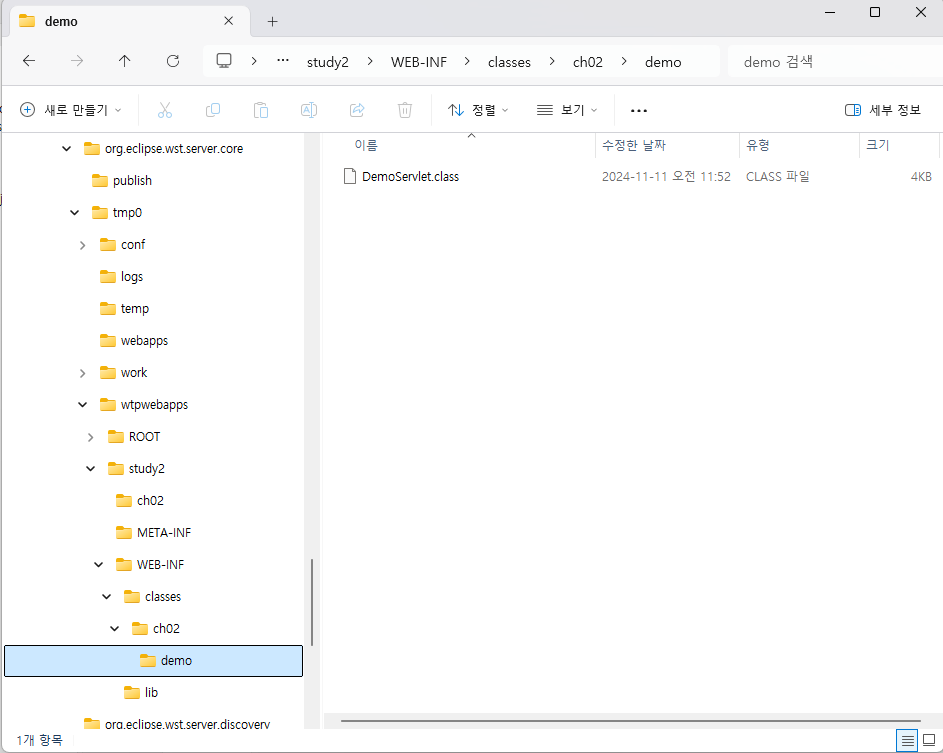 demo
study2 WEB-INF classes ch02 demo
demo 검색
새로 만들기 정렬 보기 ... 세부 정보
org.eclipse.wst.server.core
publish
tmp0
conf
logs
temp
webapps
work
wtpwebapps
ROOT
study2
ch02
META-INF
WEB-INF
classes
ch02
demo
lib
org.eclipse.wst.server.discovery
이름 수정한 날짜 유형 크기
DemoServlet.class 2024-11-11 오전 11:52 CLASS 파일 4KB
1개 항목